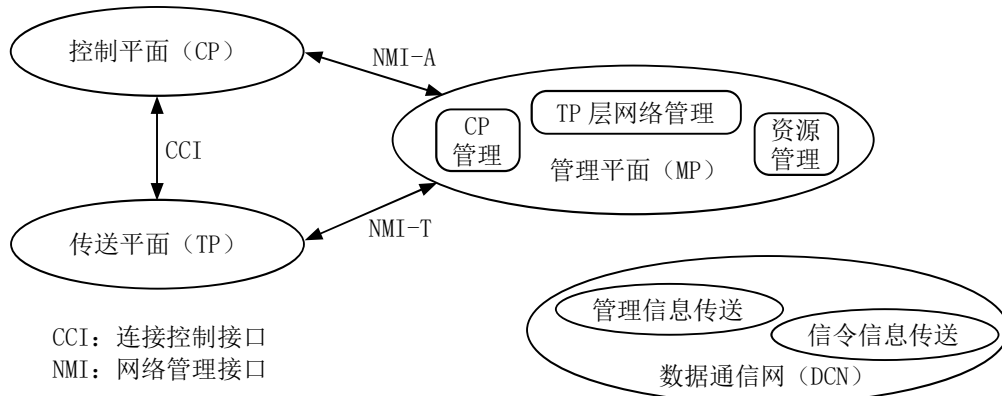 控制平面（CP）
NMI-A
CP
管理
TP 层网络管理
资源
管理
管理平面（MP）
CCI
传送平面（TP）
NMI-T
管理信息传送
信令信息传送
数据通信网（DCN）
CCI：连接控制接口
NMI：网络管理接口